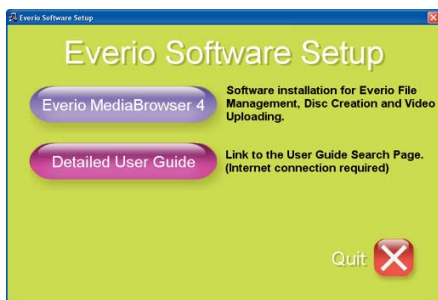 Everio Software Setup
Everio Software Setup
Everio MediaBrowser 4
Software installation for Everio File
Management, Disc Creation and Video
Uploading.
Detailed User Guide
Link to the User Guide Search Page.
(Internet connection required)
Quit